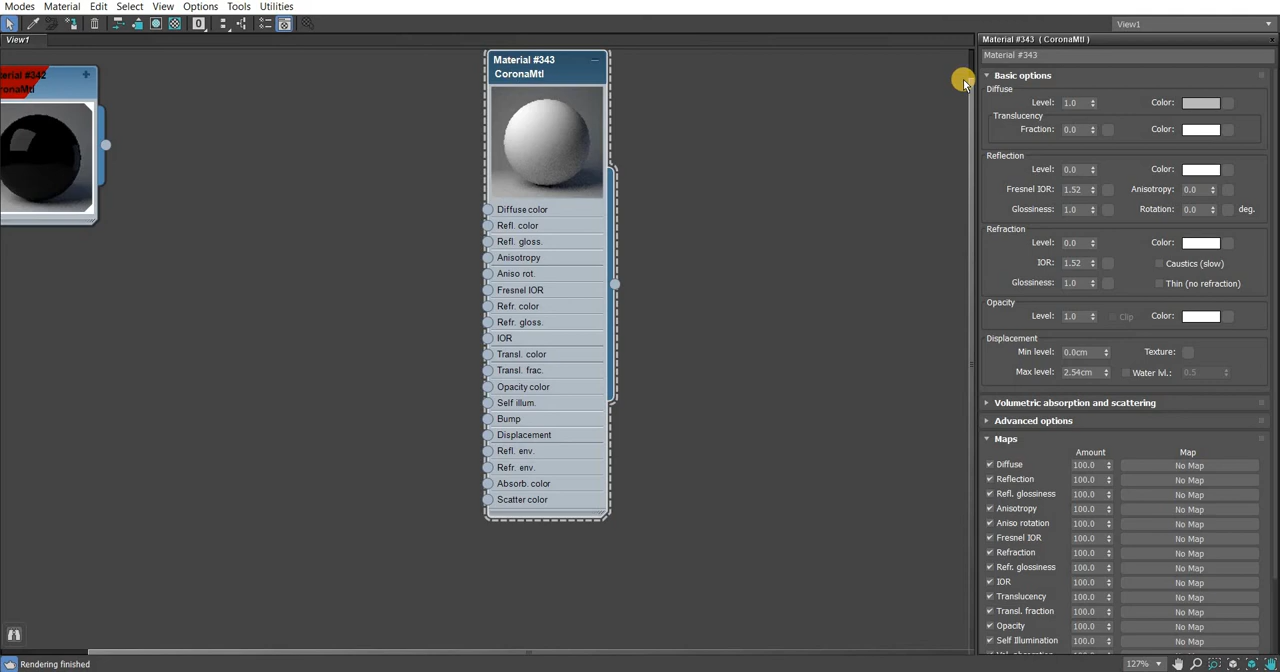 Modes Material Edit Select View Options Tools Utilities
0
View1
View1
Material #343 ( CoronaMtl )
Material #343
terial #342
onaMtl
Material #343
CoronaMtl
Diffuse color
Refl. color
Refl. gloss.
Anisotropy
Aniso rot.
Fresnel IOR
Refr. color
Refr. gloss.
IOR
Transl. color
Transl. frac.
Opacity color
Self illum.
Bump
Displacement
Refl. env.
Refr. env.
Absorb. color
Scatter color
Basic options
Diffuse
Level: 1.0 Color:
Translucency
Fraction: 0.0 Color:
Reflection
Level: 0.0 Color:
Fresnel IOR: 1.52 Anisotropy: 0.0
Glossiness: 1.0 Rotation: 0.0 deg.
Refraction
Level: 0.0 Color:
IOR: 1.52 Caustics (slow)
Glossiness: 1.0 Thin (no refraction)
Opacity
Level: 1.0 Clip Color:
Displacement
Min level: 0.0cm Texture:
Max level: 2.54cm Water lvl.: 0.5
Volumetric absorption and scattering
Advanced options
Maps
Amount Map
Diffuse 100.0 No Map
Reflection 100.0 No Map
Refl. glossiness 100.0 No Map
Anisotropy 100.0 No Map
Aniso rotation 100.0 No Map
Fresnel IOR 100.0 No Map
Refraction 100.0 No Map
Refr. glossiness 100.0 No Map
IOR 100.0 No Map
Translucency 100.0 No Map
Transl. fraction 100.0 No Map
Opacity 100.0 No Map
Self Illumination 100.0 No Map
Rendering finished
127%